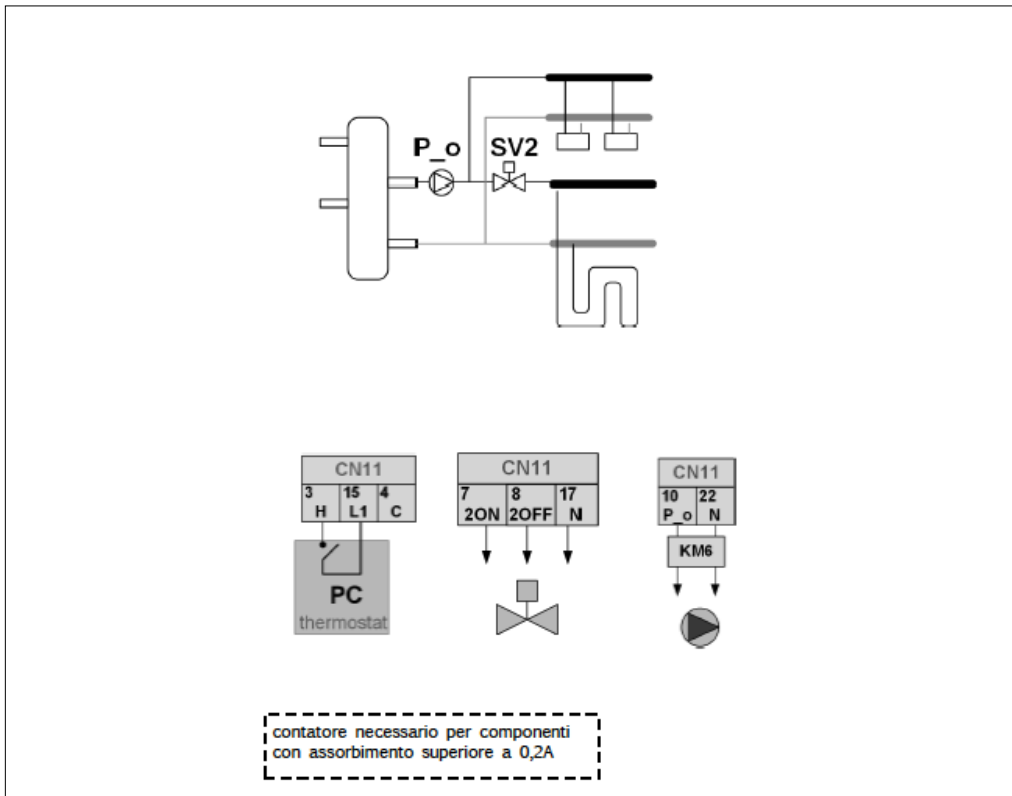 P_o SV2
CN11
3 15 4
H L1 C
PC
thermostat
CN11
7 8 17
2ON 2OFF N
CN11
10 22
P_o N
KM6
contatore necessario per componenti
con assorbimento superiore a 0,2A